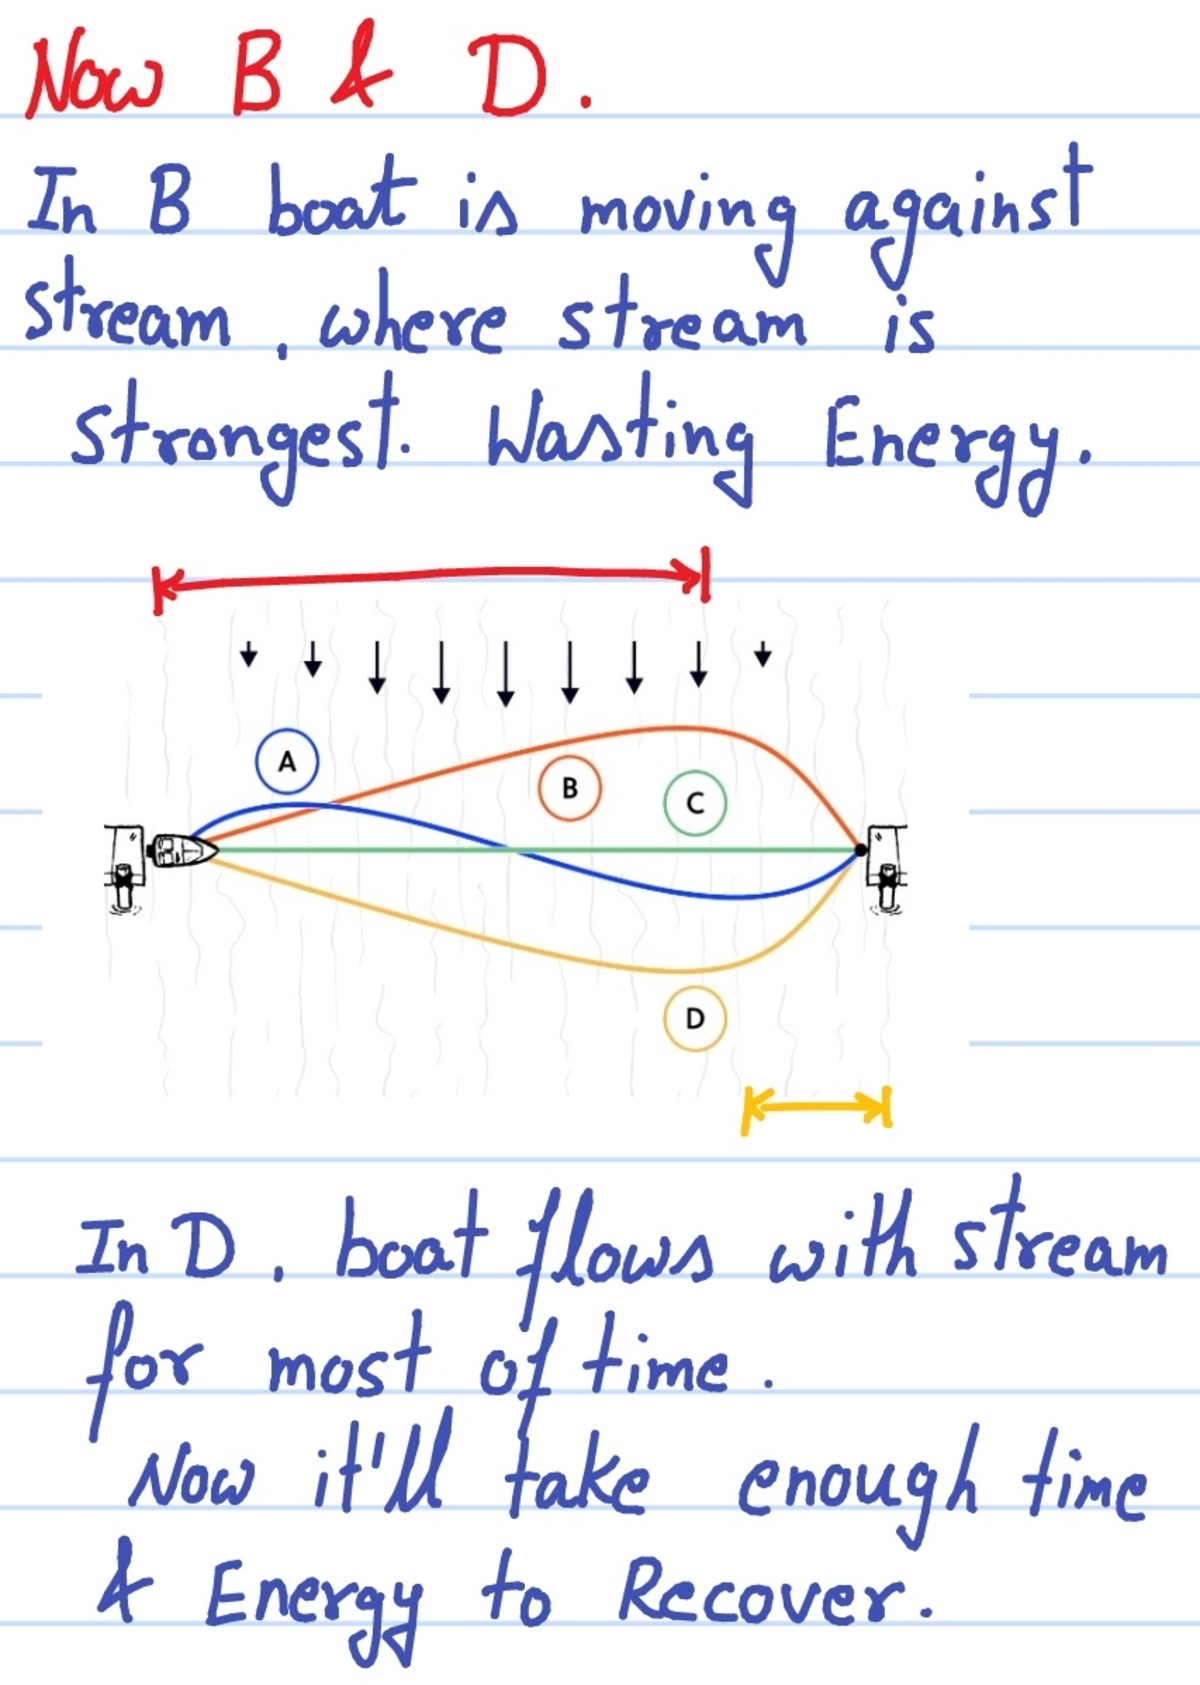 Now B & D.
In B boat is moving against
stream, where stream is
strongest. Wasting Energy.
A
B
C
D
In D, boat flows with stream
for most of time.
Now it'll take enough time
& Energy to Recover.